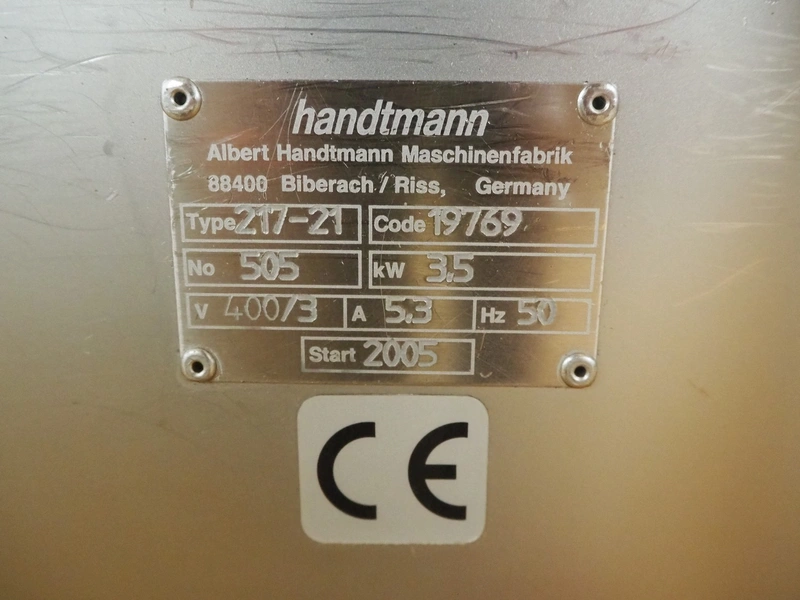 handtmann
Albert Handtmann Maschinenfabrik
88400 Biberach / Riss, Germany
Type 217-21 Code 19769
No 505 kW 3.5
V 400/3 A 5.3 Hz 50
Start 2005
CE